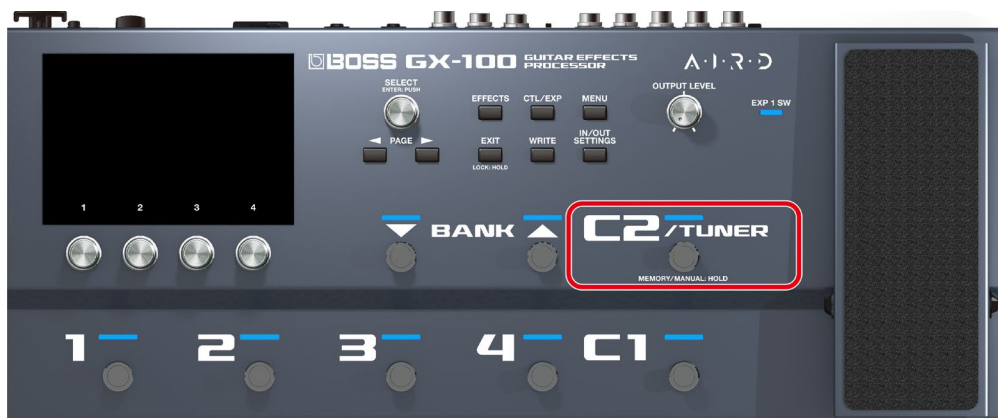 BOSS GX-100 GUITAR EFFECTS PROCESSOR
A·I·R·D
SELECT
ENTER: PUSH
EFFECTS CTL/EXP MENU
OUTPUT LEVEL
EXP 1 SW
◀ PAGE ▶
EXIT WRITE IN/OUT SETTINGS
LOCK: HOLD
1 2 3 4
▼ BANK ▲ C2/TUNER
MEMORY/MANUAL: HOLD
1 2 3 4 C1